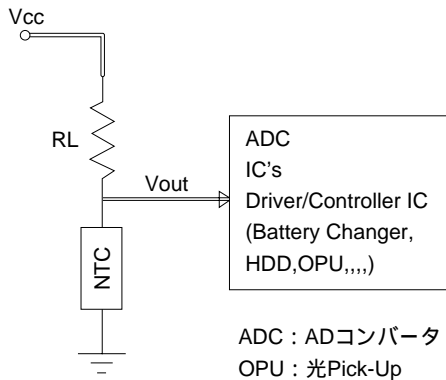 Vcc
RL
Vout
NTC
ADC
IC's
Driver/Controller IC
(Battery Changer,
HDD,OPU,,,,)
ADC：ADコンバータ
OPU：光Pick-Up